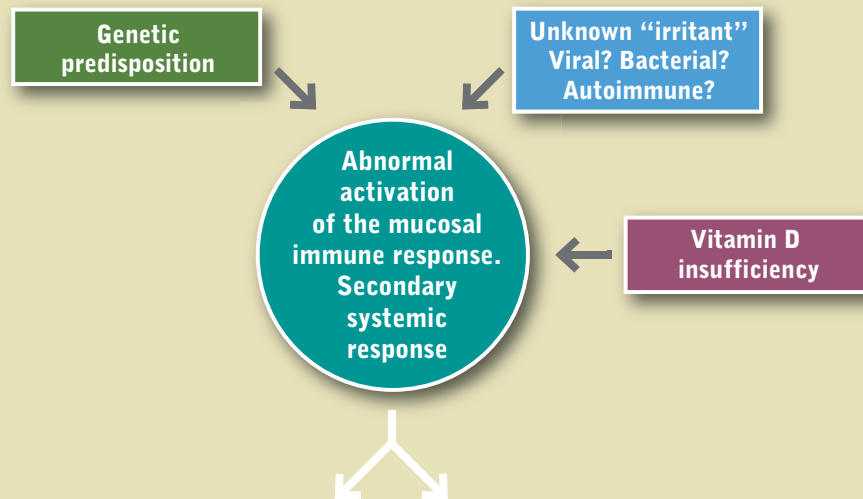 Genetic
predisposition
Unknown “irritant”
Viral? Bacterial?
Autoimmune?
Abnormal
activation
of the mucosal
immune response.
Secondary
systemic
response
Vitamin D
insufficiency